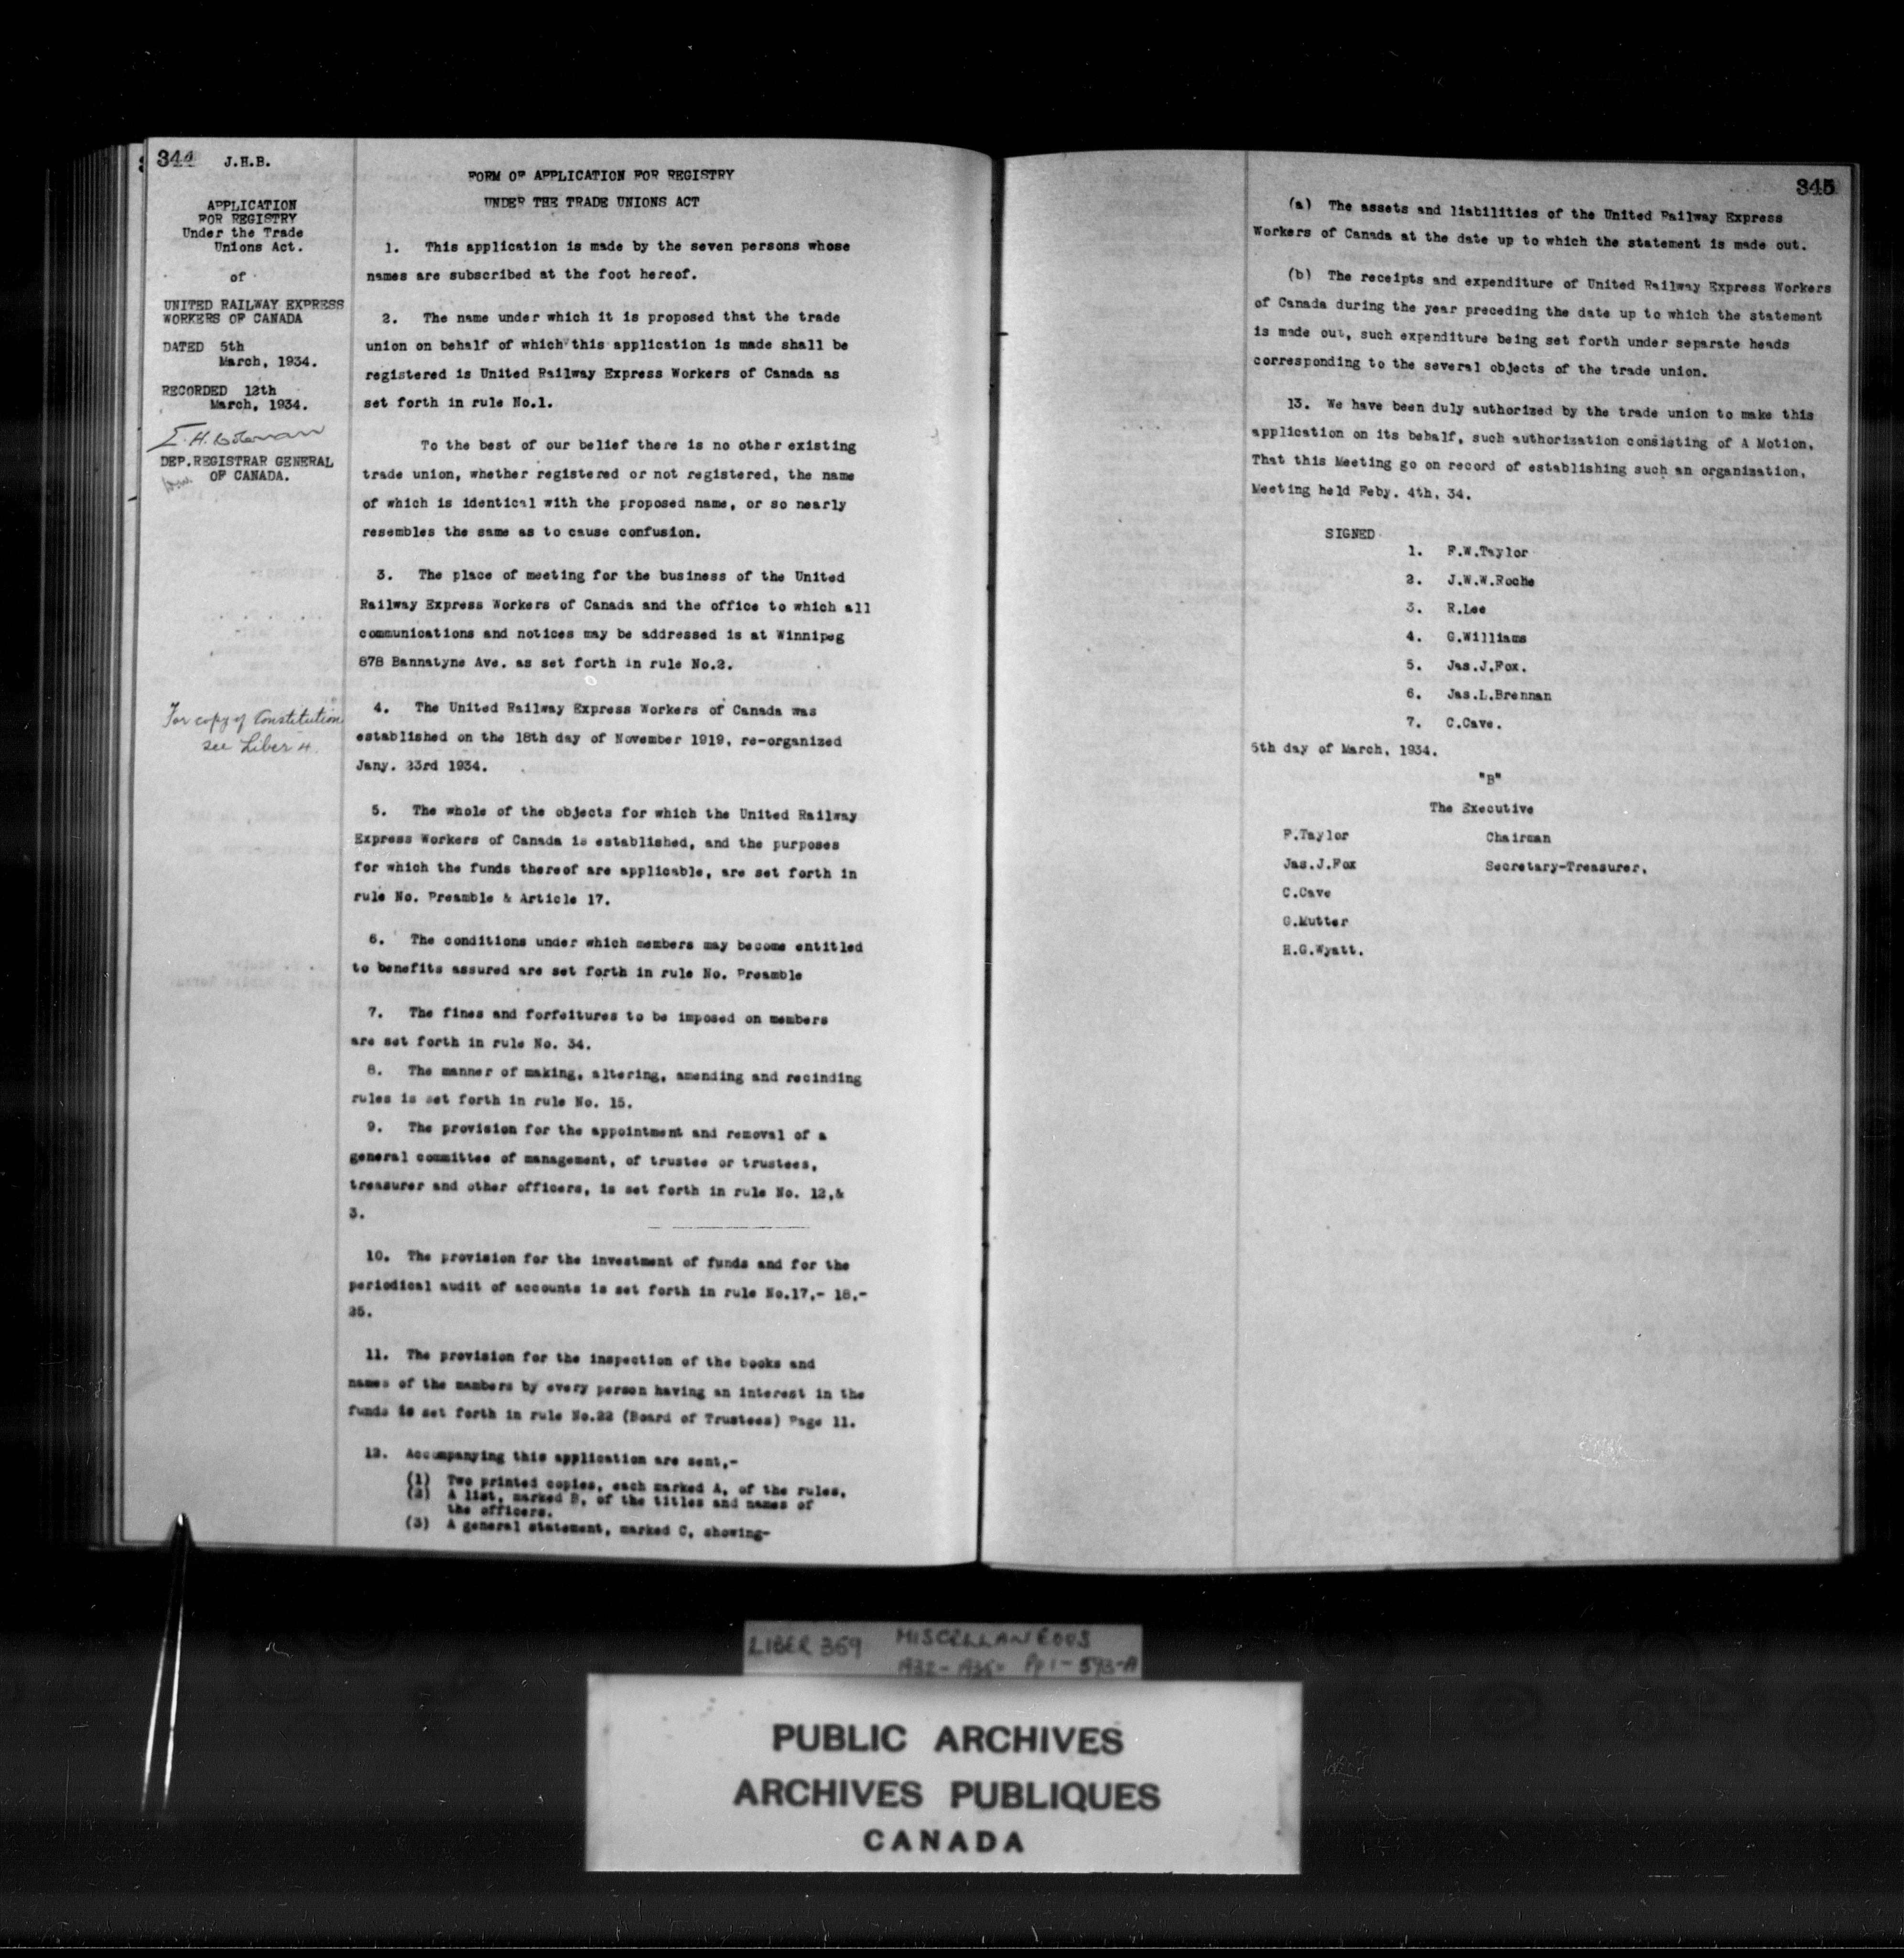 344 J.H.B.
APPLICATION
FOR REGISTRY
Under the Trade
Unions Act.
of
UNITED RAILWAY EXPRESS
WORKERS OF CANADA
DATED 5th
March, 1934.
RECORDED 12th
March, 1934.
DEP.REGISTRAR GENERAL
OF CANADA.
For copy of Constitution
see Liber 4.
FORM OF APPLICATION FOR REGISTRY
UNDER THE TRADE UNIONS ACT
1. This application is made by the seven persons whose
names are subscribed at the foot hereof.
2. The name under which it is proposed that the trade
union on behalf of which this application is made shall be
registered is United Railway Express Workers of Canada as
set forth in rule No.1.
To the best of our belief there is no other existing
trade union, whether registered or not registered, the name
of which is identical with the proposed name, or so nearly
resembles the same as to cause confusion.
3. The place of meeting for the business of the United
Railway Express Workers of Canada and the office to which all
communications and notices may be addressed is at Winnipeg
878 Bannatyne Ave. as set forth in rule No.2.
4. The United Railway Express Workers of Canada was
established on the 18th day of November 1919, re-organized
Jany. 23rd 1934.
5. The whole of the objects for which the United Railway
Express Workers of Canada is established, and the purposes
for which the funds thereof are applicable, are set forth in
rule No. Preamble & Article 17.
6. The conditions under which members may become entitled
to benefits assured are set forth in rule No. Preamble
7. The fines and forfeitures to be imposed on members
are set forth in rule No. 34.
8. The manner of making, altering, amending and recinding
rules is set forth in rule No. 15.
9. The provision for the appointment and removal of a
general committee of management, of trustee or trustees,
treasurer and other officers, is set forth in rule No. 12,&
3.
10. The provision for the investment of funds and for the
periodical audit of accounts is set forth in rule No.17,- 18,-
25.
11. The provision for the inspection of the books and
names of the members by every person having an interest in the
funds is set forth in rule No.22 (Board of Trustees) Page 11.
12. Accompanying this application are sent,-
(1) Two printed copies, each marked A, of the rules,
(2) A list, marked B, of the titles and names of
the officers.
(3) A general statement, marked C, showing-
345
(a) The assets and liabilities of the United Railway Express
Workers of Canada at the date up to which the statement is made out.
(b) The receipts and expenditure of United Railway Express Workers
of Canada during the year preceding the date up to which the statement
is made out, such expenditure being set forth under separate heads
corresponding to the several objects of the trade union.
13. We have been duly authorized by the trade union to make this
application on its behalf, such authorization consisting of A Motion,
That this Meeting go on record of establishing such an organization,
Meeting held Feby. 4th, 34.
SIGNED
1. F.W.Taylor
2. J.W.W.Roche
3. R.Lee
4. G.Williams
5. Jas.J.Fox.
6. Jas.L.Brennan
7. C.Cave.
5th day of March, 1934.
"B"
The Executive
F.Taylor Chairman
Jas.J.Fox Secretary-Treasurer.
C.Cave
G.Mutter
H.G.Wyatt.
LIBER 369 MISCELLANEOUS
1932-1935- Pp 1-593-A
PUBLIC ARCHIVES
ARCHIVES PUBLIQUES
CANADA